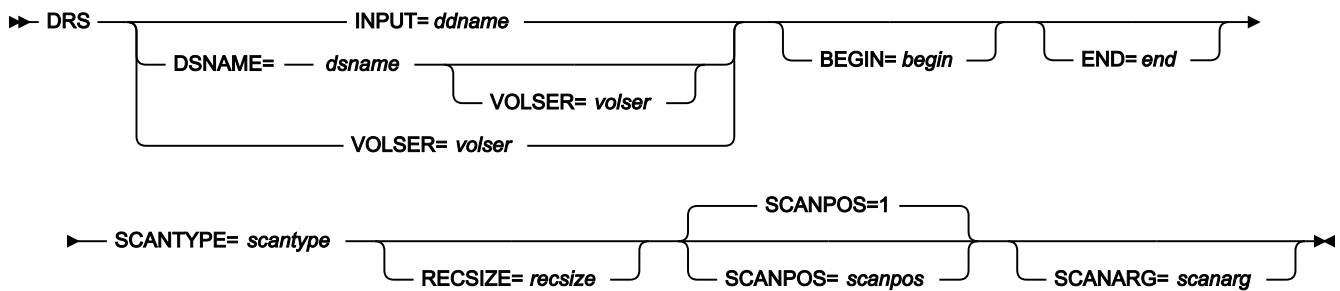 DRS
INPUT= ddname
DSNAME= dsname
VOLSER= volser
VOLSER= volser
BEGIN= begin
END= end
SCANTYPE= scantype
RECSIZE= recsize
SCANPOS=1
SCANPOS= scanpos
SCANARG= scanarg